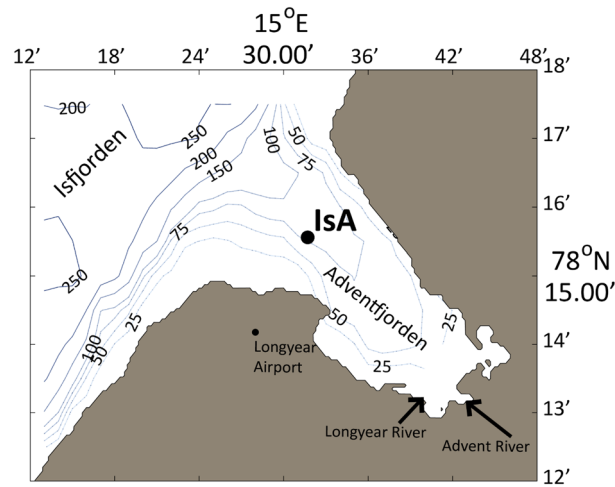 15°E
12' 18' 24' 30.00' 36' 42' 48'
18'
200
Isfjorden
250
200
150
100
50
75
17'
16'
IsA
75
78°N
15.00'
250
Adventfjorden
25
50
25
100
50
14'
Longyear
Airport
25
13'
Longyear River
Advent River
12'